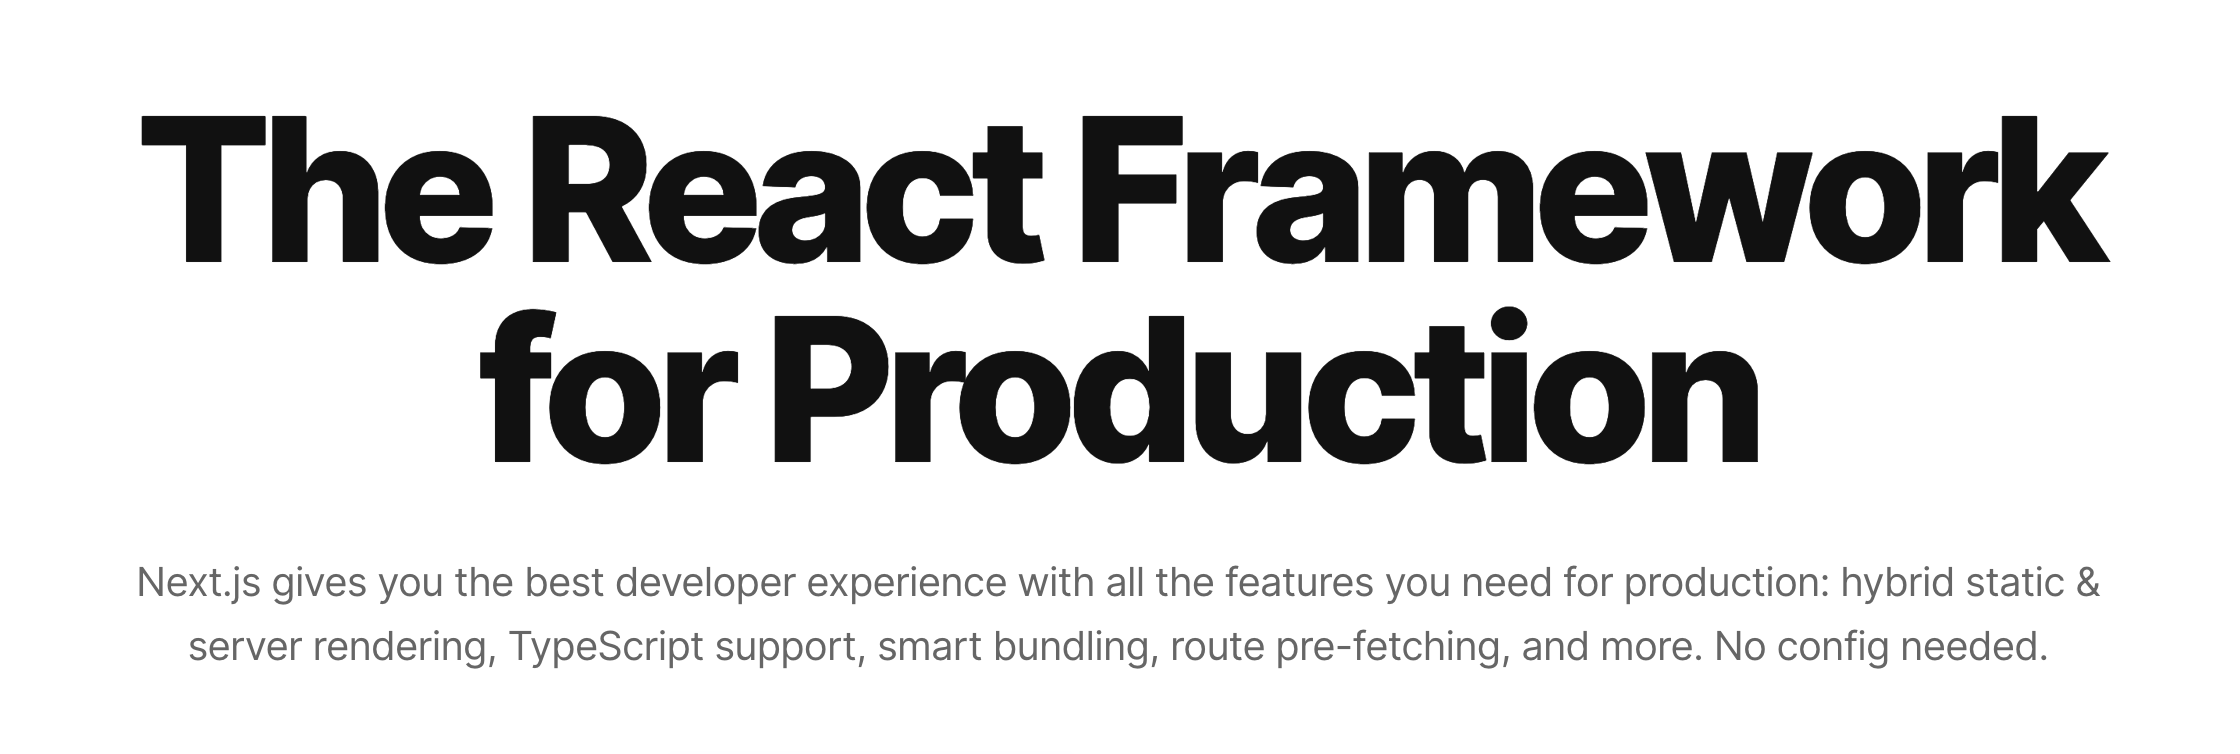 The React Framework
for Production
Next.js gives you the best developer experience with all the features you need for production: hybrid static &
server rendering, TypeScript support, smart bundling, route pre-fetching, and more. No config needed.